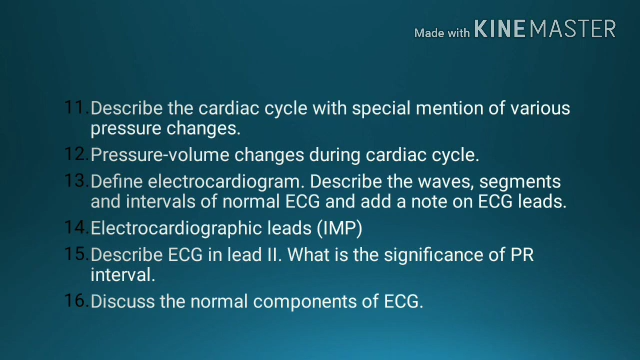 Made with KINEMASTER
11. Describe the cardiac cycle with special mention of various
pressure changes.
12. Pressure-volume changes during cardiac cycle.
13. Define electrocardiogram. Describe the waves, segments
and intervals of normal ECG and add a note on ECG leads.
14. Electrocardiographic leads (IMP)
15. Describe ECG in lead II. What is the significance of PR
interval.
16. Discuss the normal components of ECG.